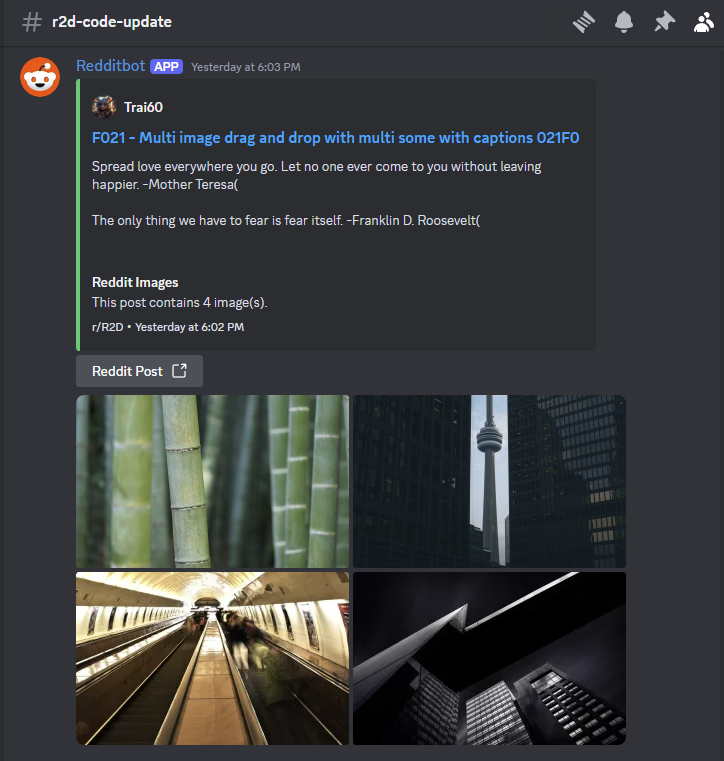 # r2d-code-update
Redditbot APP Yesterday at 6:03 PM
Trai60
F021 - Multi image drag and drop with multi some with captions 021F0
Spread love everywhere you go. Let no one ever come to you without leaving
happier. -Mother Teresa(
The only thing we have to fear is fear itself. -Franklin D. Roosevelt(
Reddit Images
This post contains 4 image(s).
r/R2D • Yesterday at 6:02 PM
Reddit Post